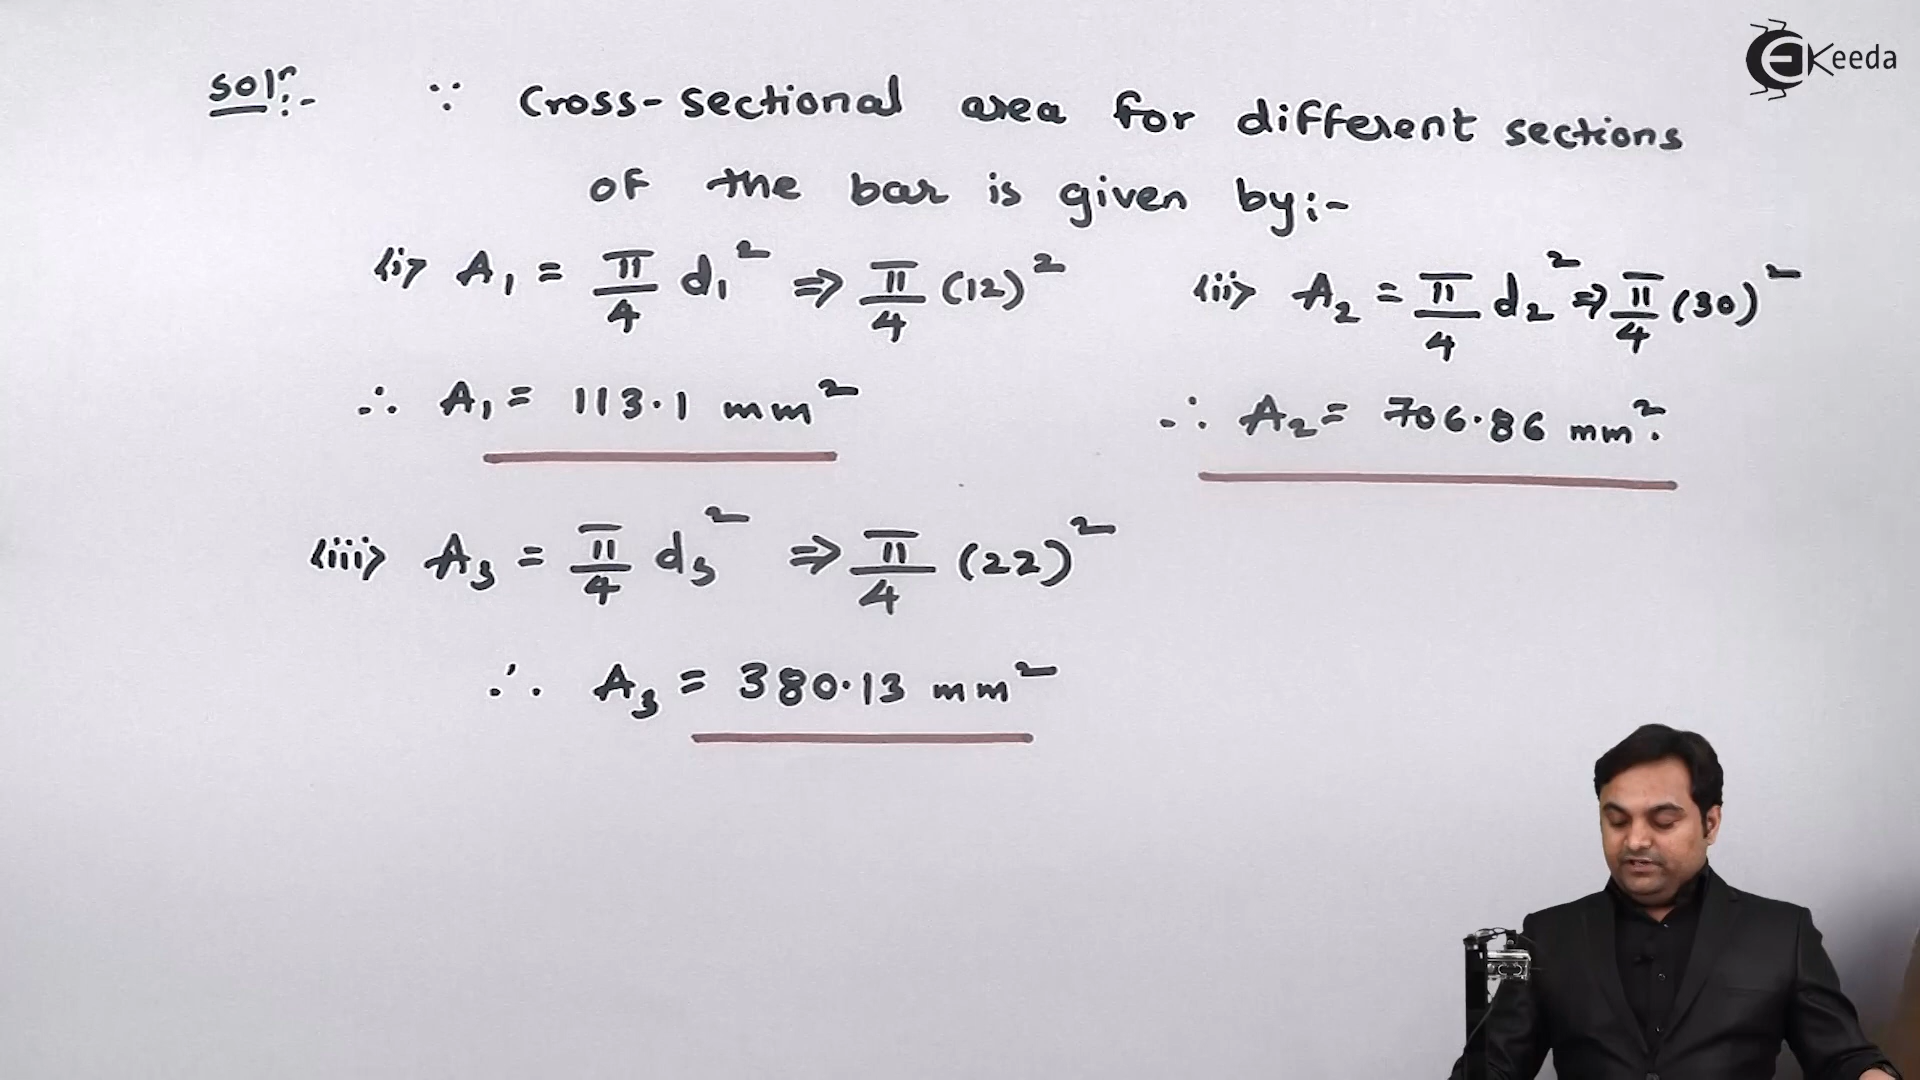 Keeda
Solⁿ:- ∵ Cross-sectional area for different sections
of the bar is given by:-
(i) A₁ = π/4 d₁² ⇒ π/4 (12)² (ii) A₂ = π/4 d₂² ⇒ π/4 (30)²
∴ A₁ = 113.1 mm² ∴ A₂ = 706.86 mm².
(iii) A₃ = π/4 d₃² ⇒ π/4 (22)²
∴ A₃ = 380.13 mm²